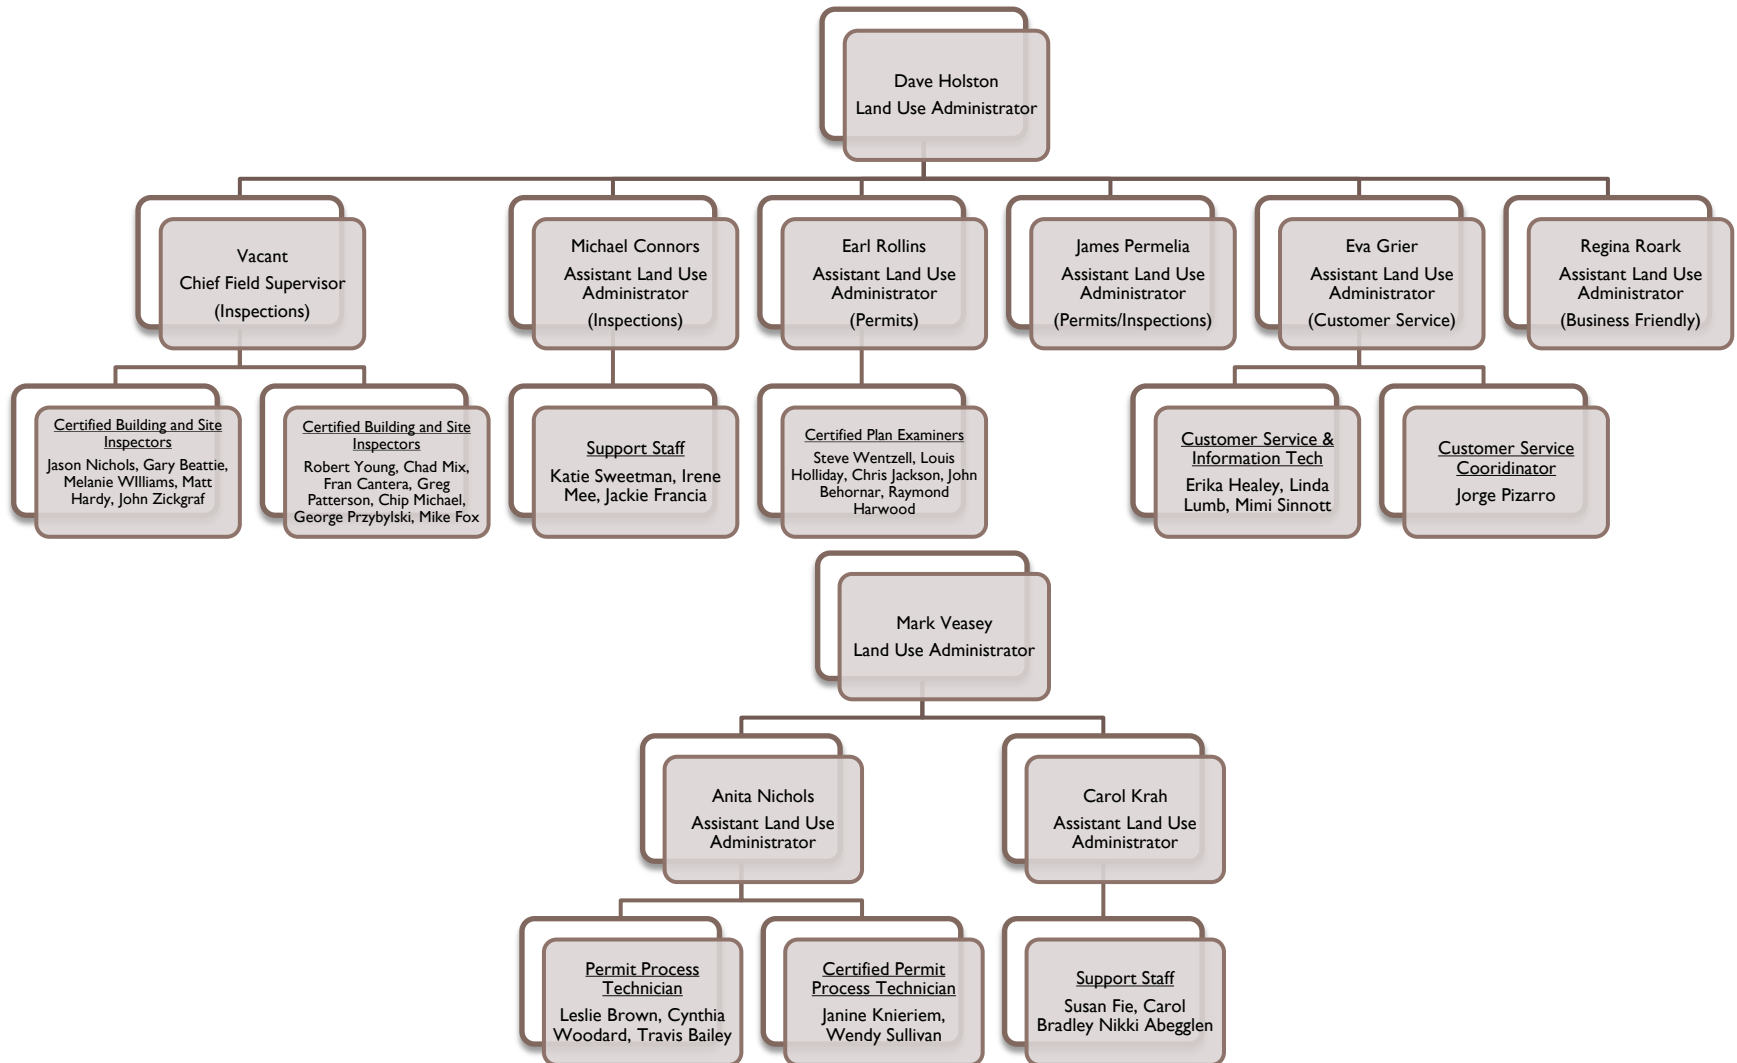 Dave Holston
Land Use Administrator
Vacant
Chief Field Supervisor
(Inspections)
Michael Connors
Assistant Land Use
Administrator
(Inspections)
Earl Rollins
Assistant Land Use
Administrator
(Permits)
James Permelia
Assistant Land Use
Administrator
(Permits/Inspections)
Eva Grier
Assistant Land Use
Administrator
(Customer Service)
Regina Roark
Assistant Land Use
Administrator
(Business Friendly)
Certified Building and Site
Inspectors
Jason Nichols, Gary Beattie,
Melanie WIlliams, Matt
Hardy, John Zickgraf
Certified Building and Site
Inspectors
Robert Young, Chad Mix,
Fran Cantera, Greg
Patterson, Chip Michael,
George Przybylski, Mike Fox
Support Staff
Katie Sweetman, Irene
Mee, Jackie Francia
Certified Plan Examiners
Steve Wentzell, Louis
Holliday, Chris Jackson, John
Behornar, Raymond
Harwood
Customer Service &
Information Tech
Erika Healey, Linda
Lumb, Mimi Sinnott
Customer Service
Cooridinator
Jorge Pizarro
Mark Veasey
Land Use Administrator
Anita Nichols
Assistant Land Use
Administrator
Carol Krah
Assistant Land Use
Administrator
Permit Process
Technician
Leslie Brown, Cynthia
Woodard, Travis Bailey
Certified Permit
Process Technician
Janine Knieriem,
Wendy Sullivan
Support Staff
Susan Fie, Carol
Bradley Nikki Abegglen